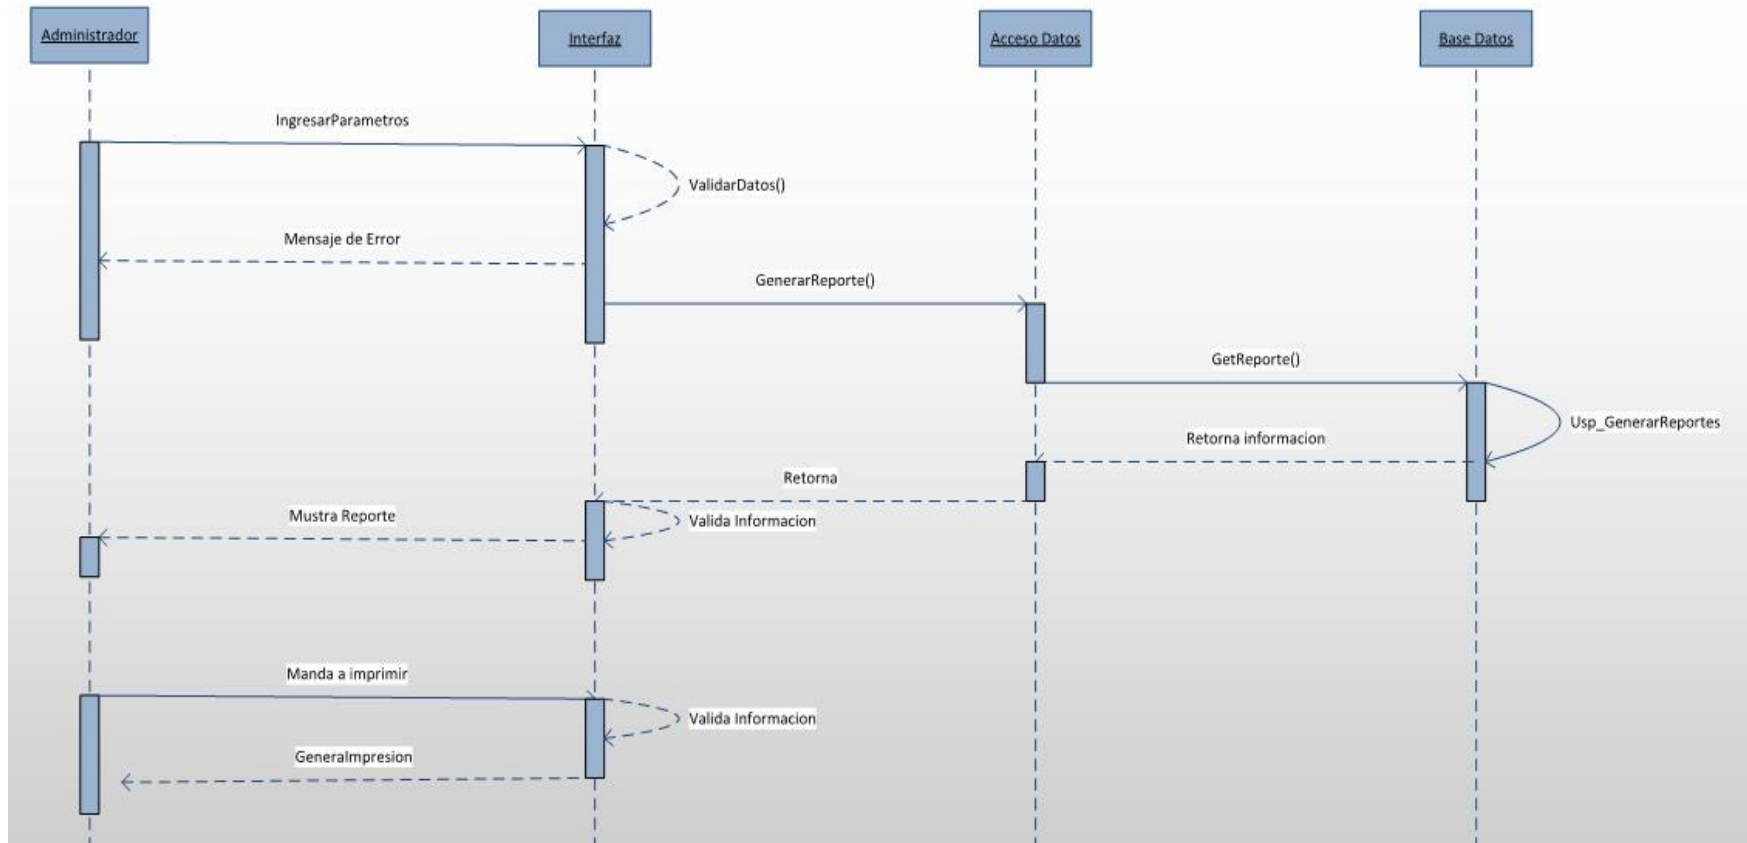 Administrador
Interfaz
Acceso Datos
Base Datos
IngresarParametros
ValidarDatos()
Mensaje de Error
GenerarReporte()
GetReporte()
Usp_GenerarReportes
Retorna informacion
Retorna
Valida Informacion
Mustra Reporte
Manda a imprimir
Valida Informacion
GeneraImpresion